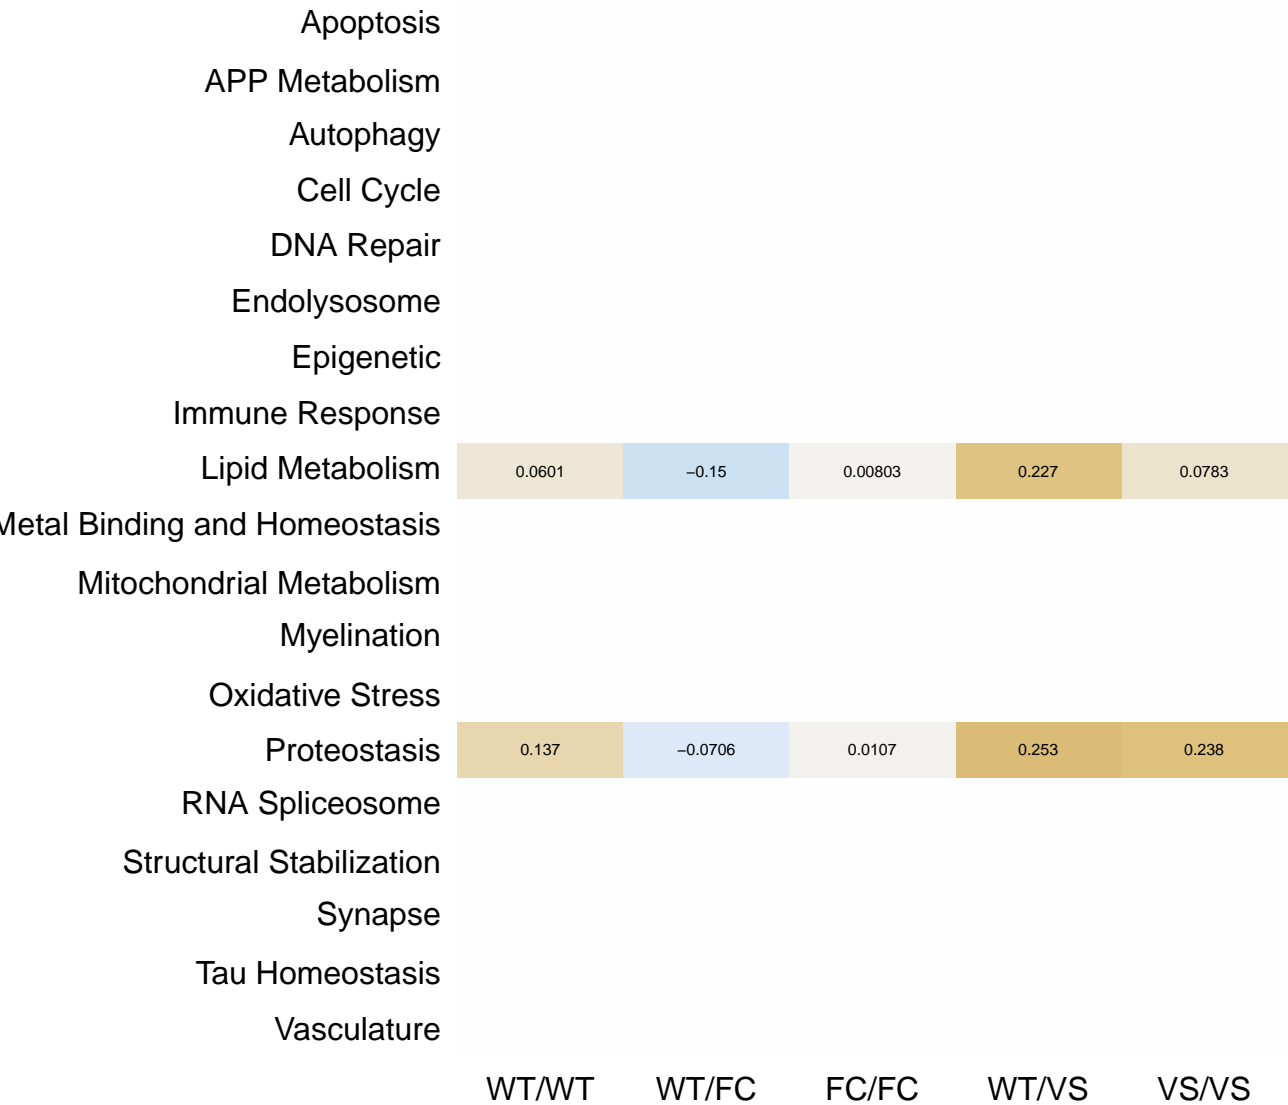 Apoptosis
APP Metabolism
Autophagy
Cell Cycle
DNA Repair
Endolysosome
Epigenetic
Immune Response
Lipid Metabolism 0.0601 −0.15 0.00803 0.227 0.0783
Metal Binding and Homeostasis
Mitochondrial Metabolism
Myelination
Oxidative Stress
Proteostasis 0.137 −0.0706 0.0107 0.253 0.238
RNA Spliceosome
Structural Stabilization
Synapse
Tau Homeostasis
Vasculature
WT/WT WT/FC FC/FC WT/VS VS/VS